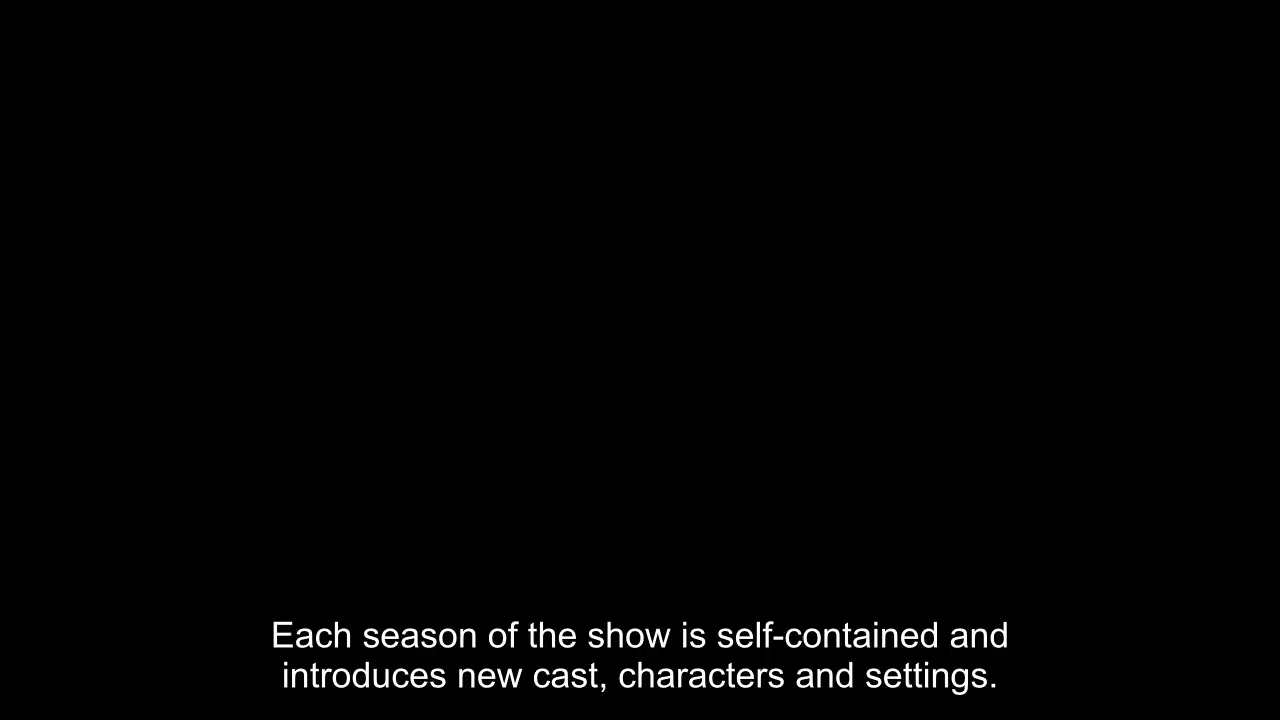 Each season of the show is self-contained and
introduces new cast, characters and settings.